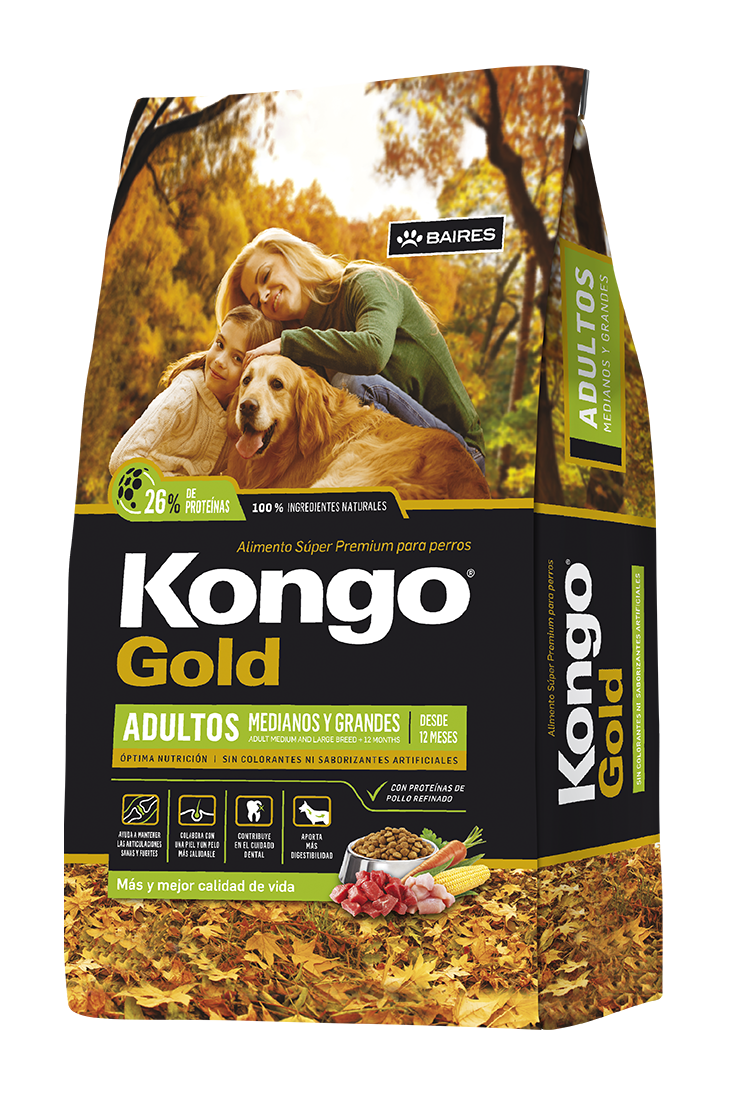 BAIRES
26% DE PROTEÍNAS
100% INGREDIENTES NATURALES
Alimento Súper Premium para perros
Kongo®
Gold
ADULTOS MEDIANOS Y GRANDES
ADULT MEDIUM AND LARGE BREED +12 MONTHS
DESDE
12 MESES
ÓPTIMA NUTRICIÓN | SIN COLORANTES NI SABORIZANTES ARTIFICIALES
CON PROTEÍNAS DE
POLLO REFINADO
AYUDA A MANTENER
LAS ARTICULACIONES
SANAS Y FUERTES
COLABORA CON
UNA PIEL Y UN PELO
MÁS SALUDABLE
CONTRIBUYE
EN EL CUIDADO
DENTAL
APORTA
MÁS
DIGESTIBILIDAD
Más y mejor calidad de vida
ADULTOS
MEDIANOS Y GRANDES
Alimento Súper Premium para perros
Kongo®
Gold
SIN COLORANTES NI SABORIZANTES ARTIFICIALES